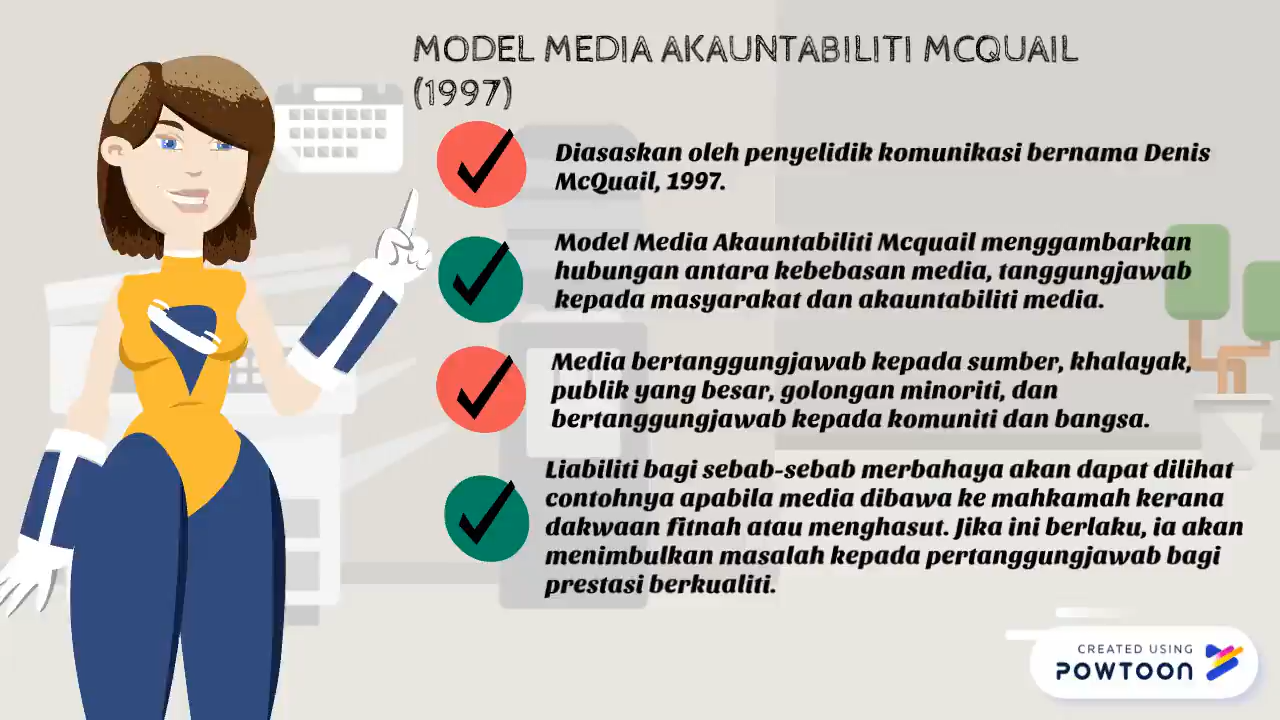 MODEL MEDIA AKAUNTABILITI MCQUAIL
(1997)
Diasaskan oleh penyelidik komunikasi bernama Denis
McQuail, 1997.
Model Media Akauntabiliti Mcquail menggambarkan
hubungan antara kebebasan media, tanggungjawab
kepada masyarakat dan akauntabiliti media.
Media bertanggungjawab kepada sumber, khalayak,
publik yang besar, golongan minoriti, dan
bertanggungjawab kepada komuniti dan bangsa.
Liabiliti bagi sebab-sebab merbahaya akan dapat dilihat
contohnya apabila media dibawa ke mahkamah kerana
dakwaan fitnah atau menghasut. Jika ini berlaku, ia akan
menimbulkan masalah kepada pertanggungjawab bagi
prestasi berkualiti.
CREATED USING
POWTOON